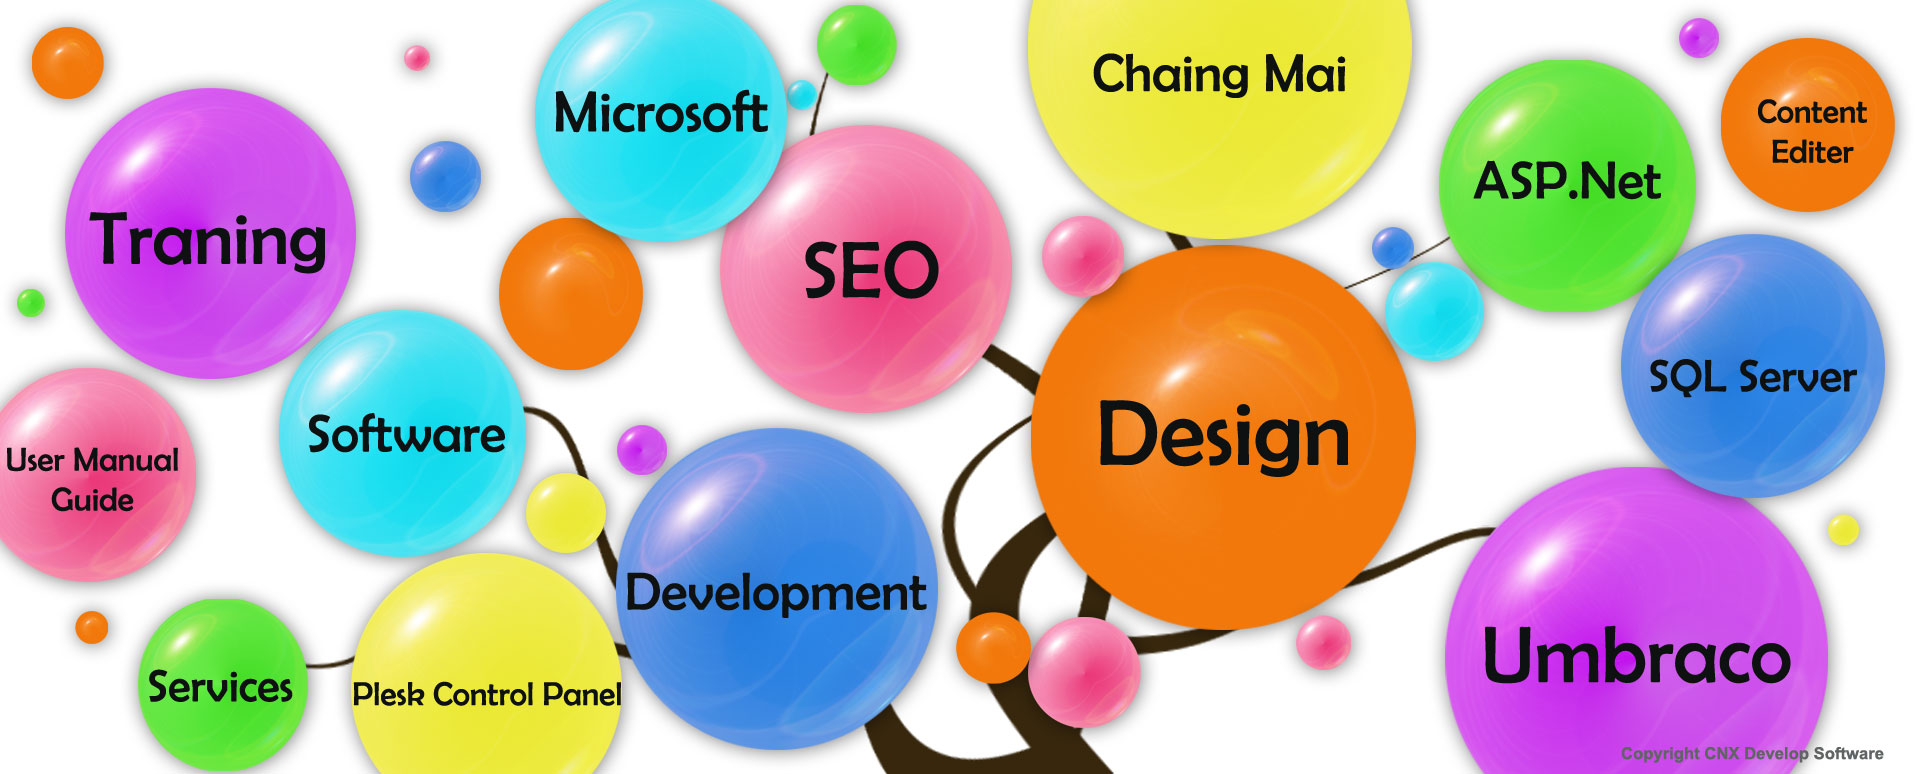 Traning
Microsoft
SEO
Chaing Mai
ASP.Net
Content
Editer
User Manual
Guide
Software
Design
SQL Server
Services
Plesk Control Panel
Development
Umbraco
Copyright CNX Develop Software